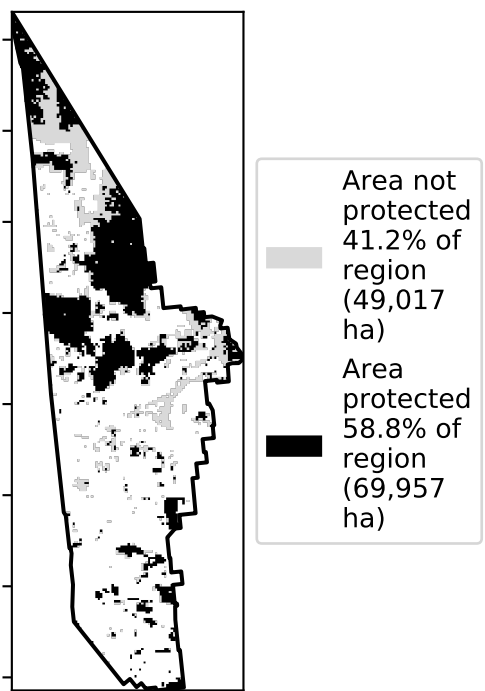 Area not
protected
41.2% of
region
(49,017
ha)
Area
protected
58.8% of
region
(69,957
ha)